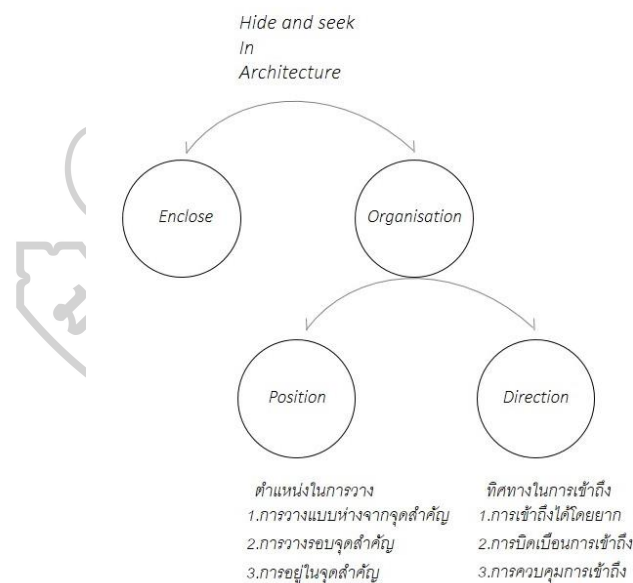 Hide and seek
In
Architecture
Enclose
Organisation
Position
Direction
ตำแหน่งในการวาง
1.การวางแบบห่างจากจุดสำคัญ
2.การวางรอบจุดสำคัญ
3.การอยู่ในจุดสำคัญ
ทิศทางในการเข้าถึง
1.การเข้าถึงได้โดยยาก
2.การบิดเบือนการเข้าถึง
3.การควบคุมการเข้าถึง